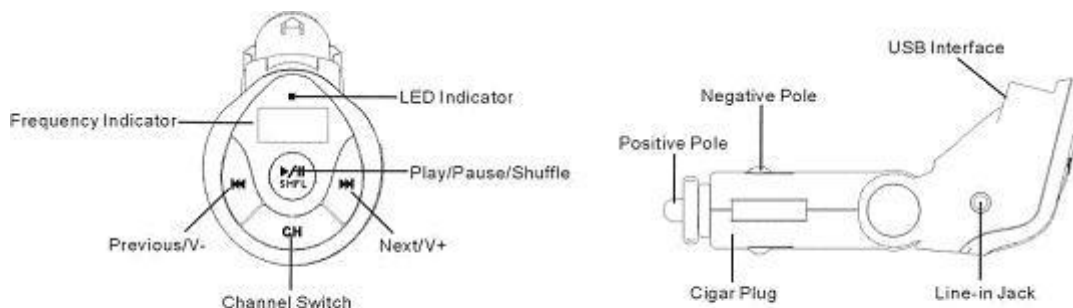 LED Indicator
Frequency Indicator
Play/Pause/Shuffle
SHFL
CH
Previous/V-
Next/V+
Channel Switch
USB Interface
Negative Pole
Positive Pole
Cigar Plug
Line-in Jack